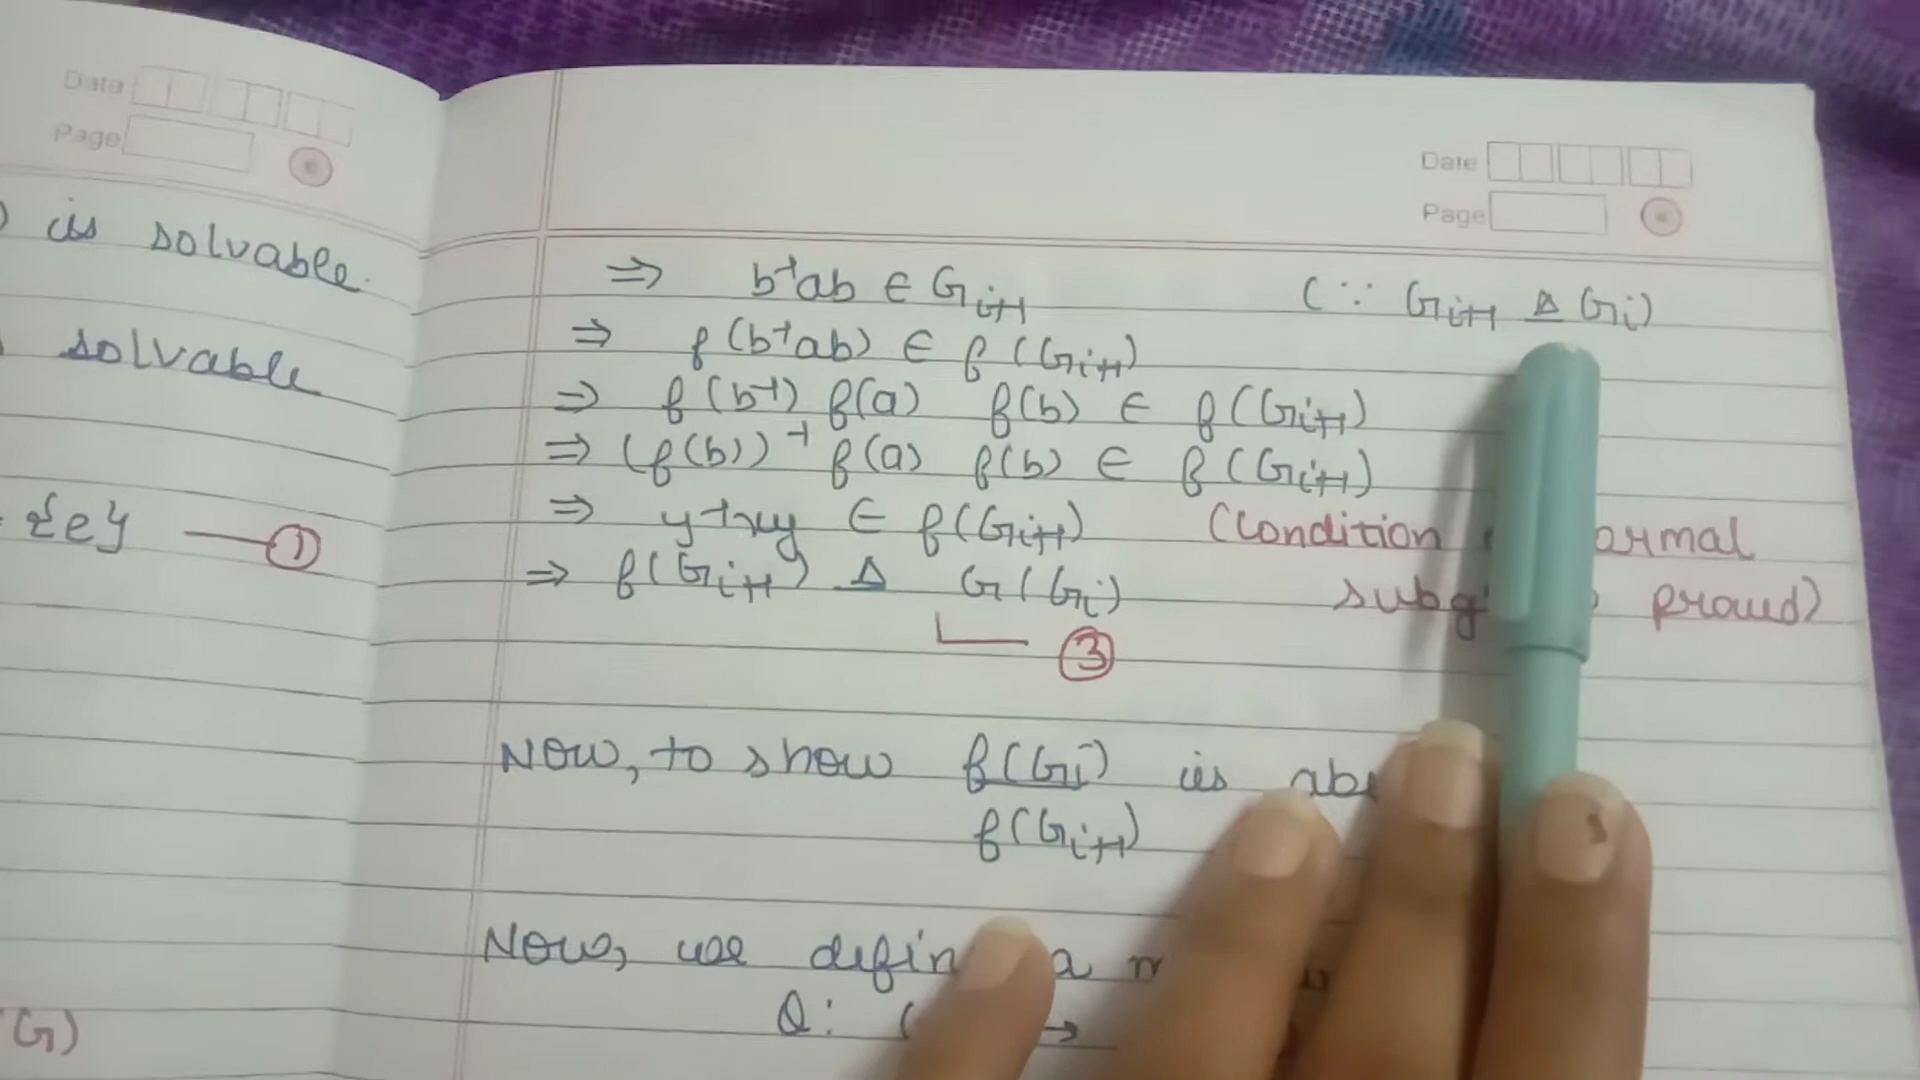 Data
Page
is solvable.
solvable
{e} —— ①
G)
Date
Page
⇒ b⁻¹ab ∈ Gᵢ₊₁ (∵ Gᵢ₊₁ ⊴ Gᵢ)
⇒ f(b⁻¹ab) ∈ f(Gᵢ₊₁)
⇒ f(b⁻¹) f(a) f(b) ∈ f(Gᵢ₊₁)
⇒ (f(b))⁻¹ f(a) f(b) ∈ f(Gᵢ₊₁)
⇒ y⁻¹xy ∈ f(Gᵢ₊₁) (Condition
⇒ f(Gᵢ₊₁) ⊴ G(Gᵢ) proud)
③
Now, to show f(Gᵢ) is
f(Gᵢ₊₁)
Now, we a
→